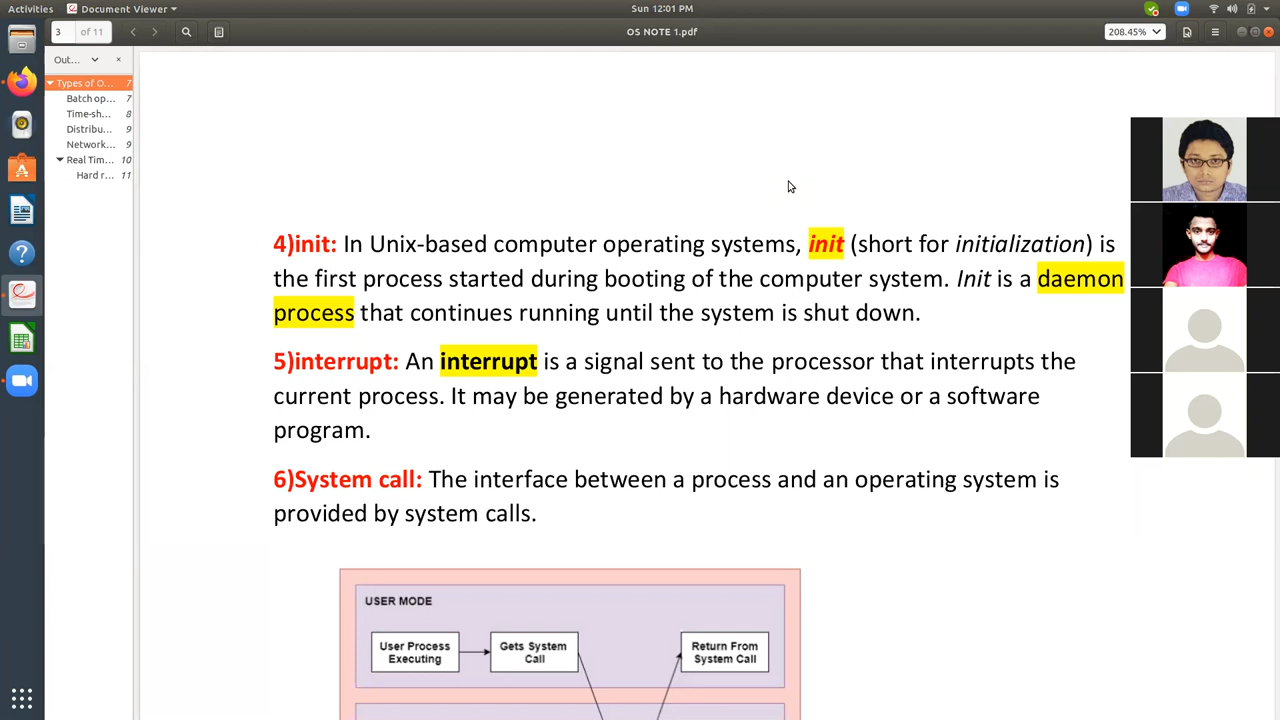 Activities Document Viewer Sun 12:01 PM
3 of 11 OS NOTE 1.pdf 208.45%
Out...
Types of O... 7
Batch op... 7
Time-sh... 8
Distribu... 9
Network... 9
Real Tim... 10
Hard r... 11
4)init: In Unix-based computer operating systems, init (short for initialization) is
the first process started during booting of the computer system. Init is a daemon
process that continues running until the system is shut down.
5)interrupt: An interrupt is a signal sent to the processor that interrupts the
current process. It may be generated by a hardware device or a software
program.
6)System call: The interface between a process and an operating system is
provided by system calls.
USER MODE
User Process
Executing
Gets System
Call
Return From
System Call